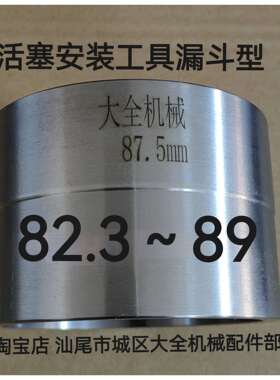 活塞安装工具漏斗型
大全机械
87.5mm
82.3 ~ 89
淘宝店 汕尾市城区大全机械配件部